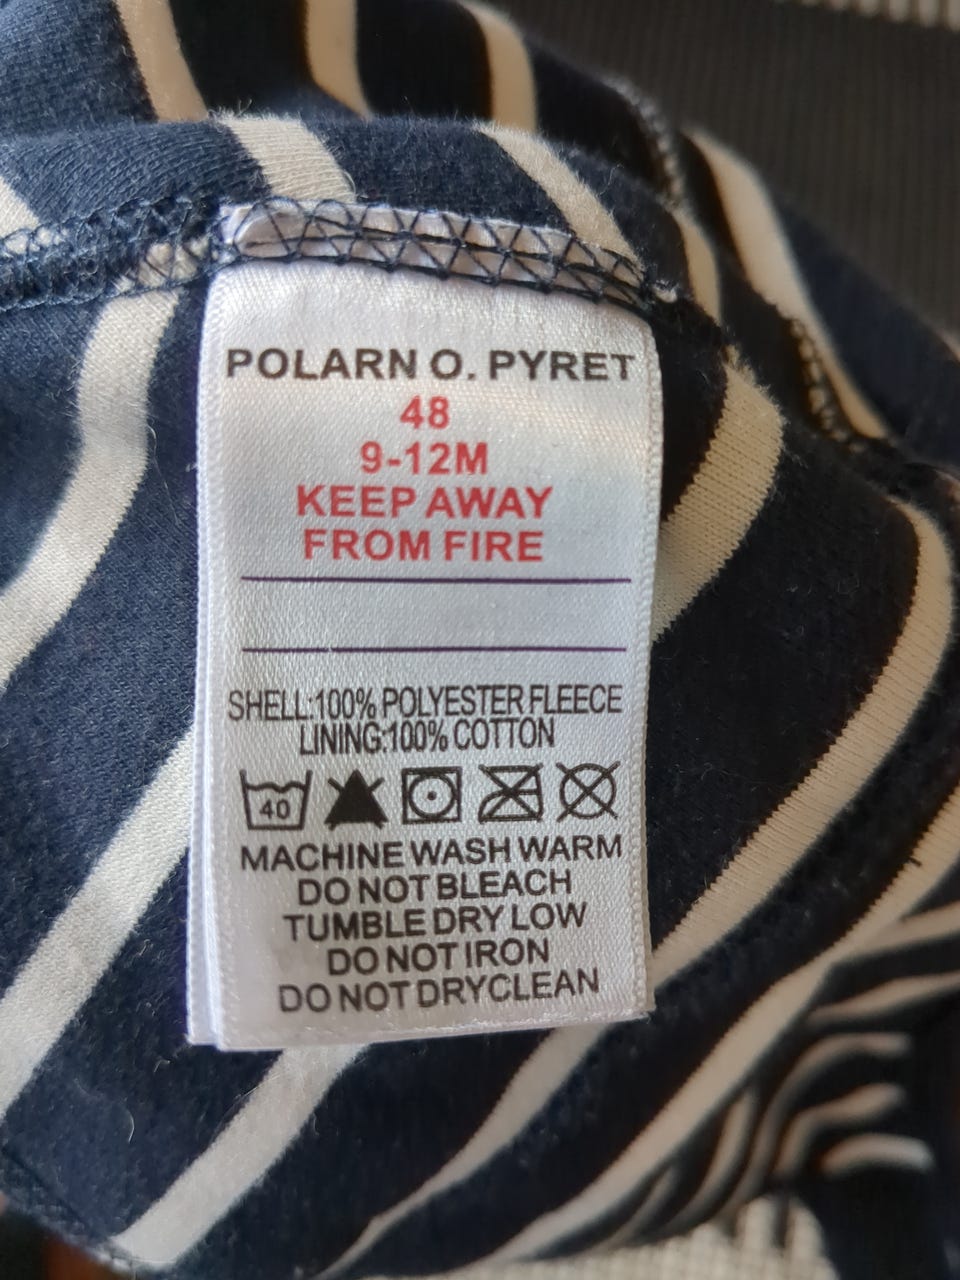 POLARN O. PYRET
48
9-12M
KEEP AWAY
FROM FIRE
SHELL:100% POLYESTER FLEECE
LINING:100% COTTON
40
MACHINE WASH WARM
DO NOT BLEACH
TUMBLE DRY LOW
DO NOT IRON
DO NOT DRYCLEAN